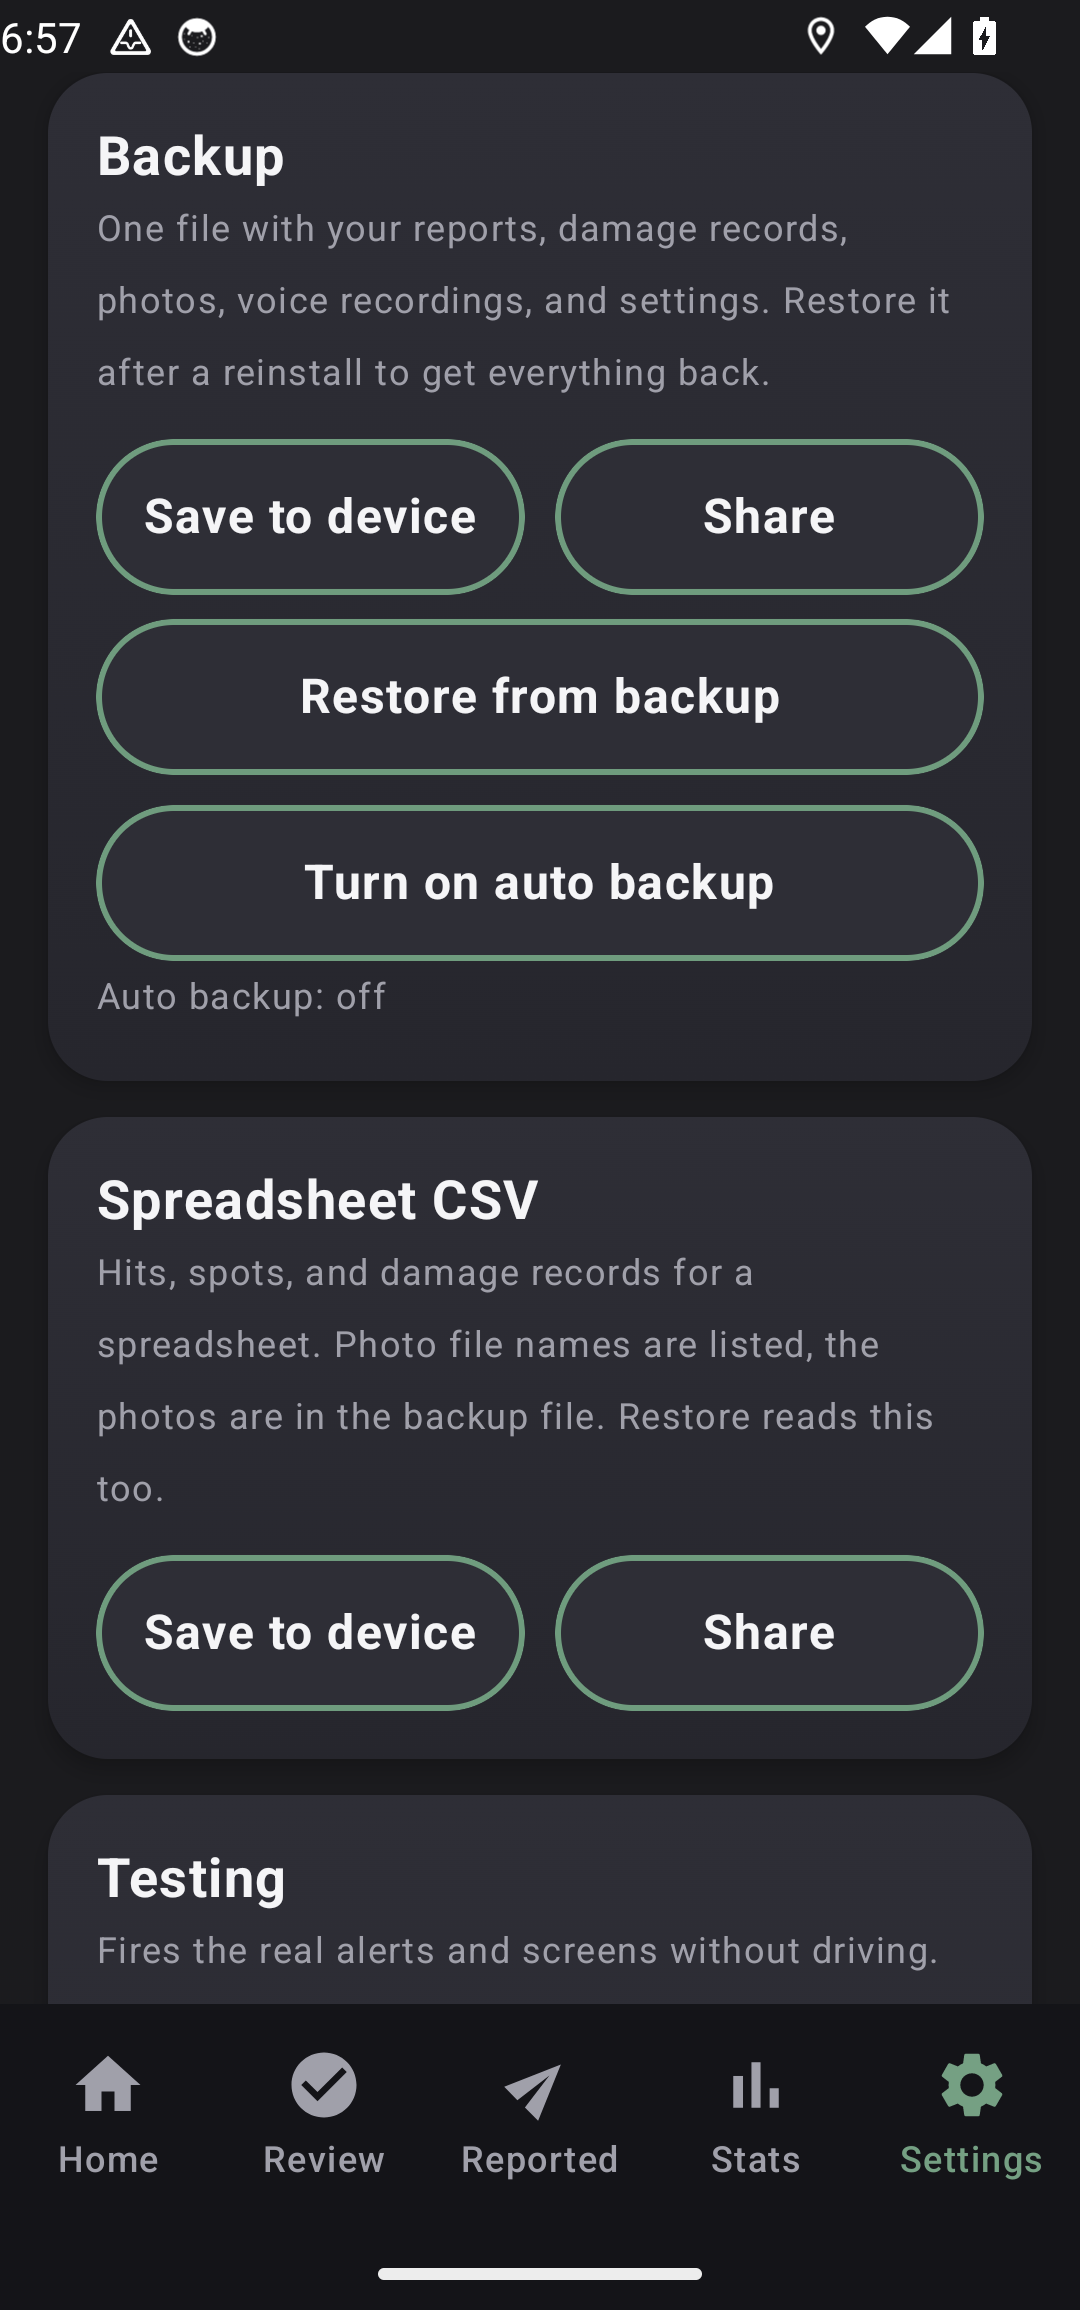 6:57
Backup
One file with your reports, damage records,
photos, voice recordings, and settings. Restore it
after a reinstall to get everything back.
Save to device
Share
Restore from backup
Turn on auto backup
Auto backup: off
Spreadsheet CSV
Hits, spots, and damage records for a
spreadsheet. Photo file names are listed, the
photos are in the backup file. Restore reads this
too.
Save to device
Share
Testing
Fires the real alerts and screens without driving.
Home
Review
Reported
Stats
Settings